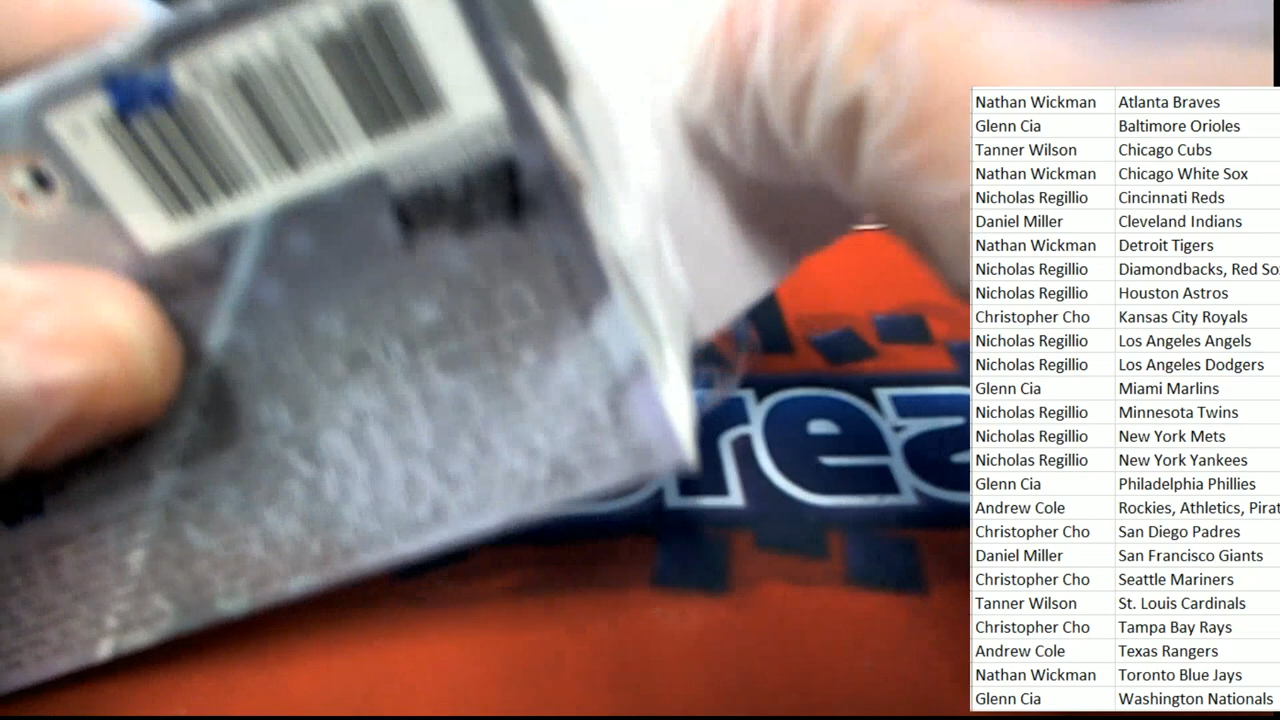 Nathan Wickman Atlanta Braves
Glenn Cia Baltimore Orioles
Tanner Wilson Chicago Cubs
Nathan Wickman Chicago White Sox
Nicholas Regillio Cincinnati Reds
Daniel Miller Cleveland Indians
Nathan Wickman Detroit Tigers
Nicholas Regillio Diamondbacks, Red So
Nicholas Regillio Houston Astros
Christopher Cho Kansas City Royals
Nicholas Regillio Los Angeles Angels
Nicholas Regillio Los Angeles Dodgers
Glenn Cia Miami Marlins
Nicholas Regillio Minnesota Twins
Nicholas Regillio New York Mets
Nicholas Regillio New York Yankees
Glenn Cia Philadelphia Phillies
Andrew Cole Rockies, Athletics, Pirat
Christopher Cho San Diego Padres
Daniel Miller San Francisco Giants
Christopher Cho Seattle Mariners
Tanner Wilson St. Louis Cardinals
Christopher Cho Tampa Bay Rays
Andrew Cole Texas Rangers
Nathan Wickman Toronto Blue Jays
Glenn Cia Washington Nationals
rea